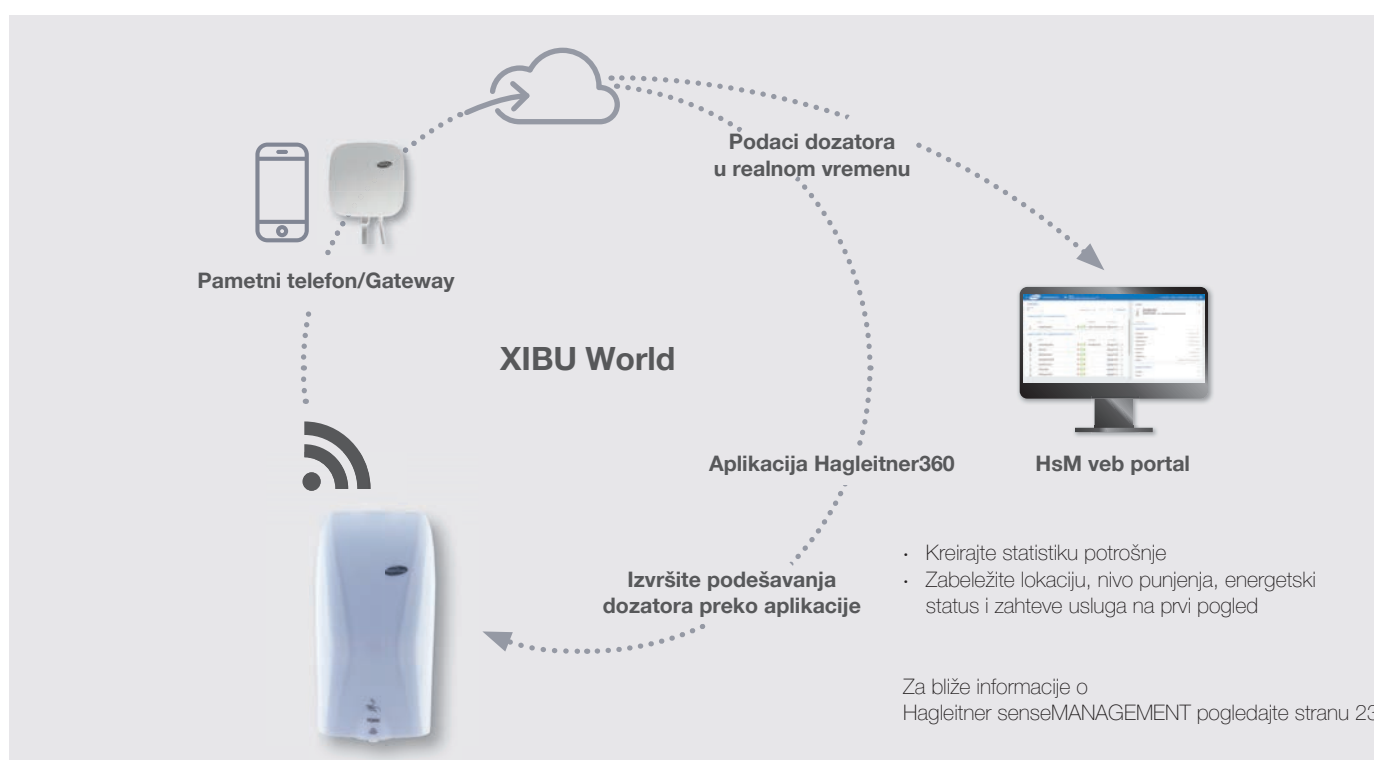 Podaci dozatora
u realnom vremenu
Pametni telefon/Gateway
XIBU World
Aplikacija Hagleitner360
HsM veb portal
Izvršite podešavanja
dozatora preko aplikacije
· Kreirajte statistiku potrošnje
· Zabeležite lokaciju, nivo punjenja, energetski
status i zahteve usluga na prvi pogled
Za bliže informacije o
Hagleitner senseMANAGEMENT pogledajte stranu 23